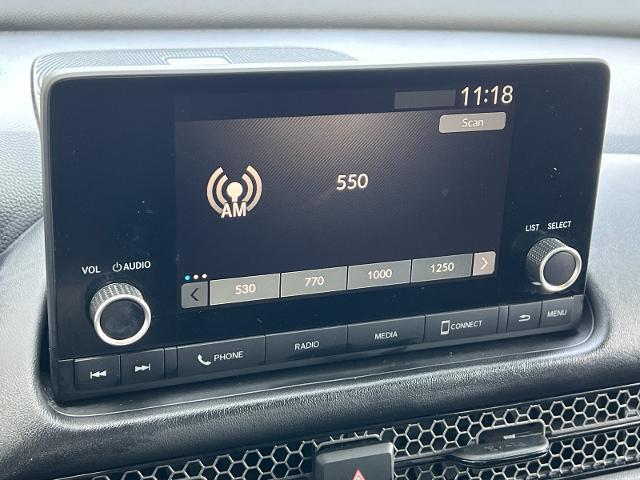 11:18
Scan
550
AM
LIST SELECT
VOL AUDIO
530 770 1000 1250
PHONE RADIO MEDIA CONNECT MENU